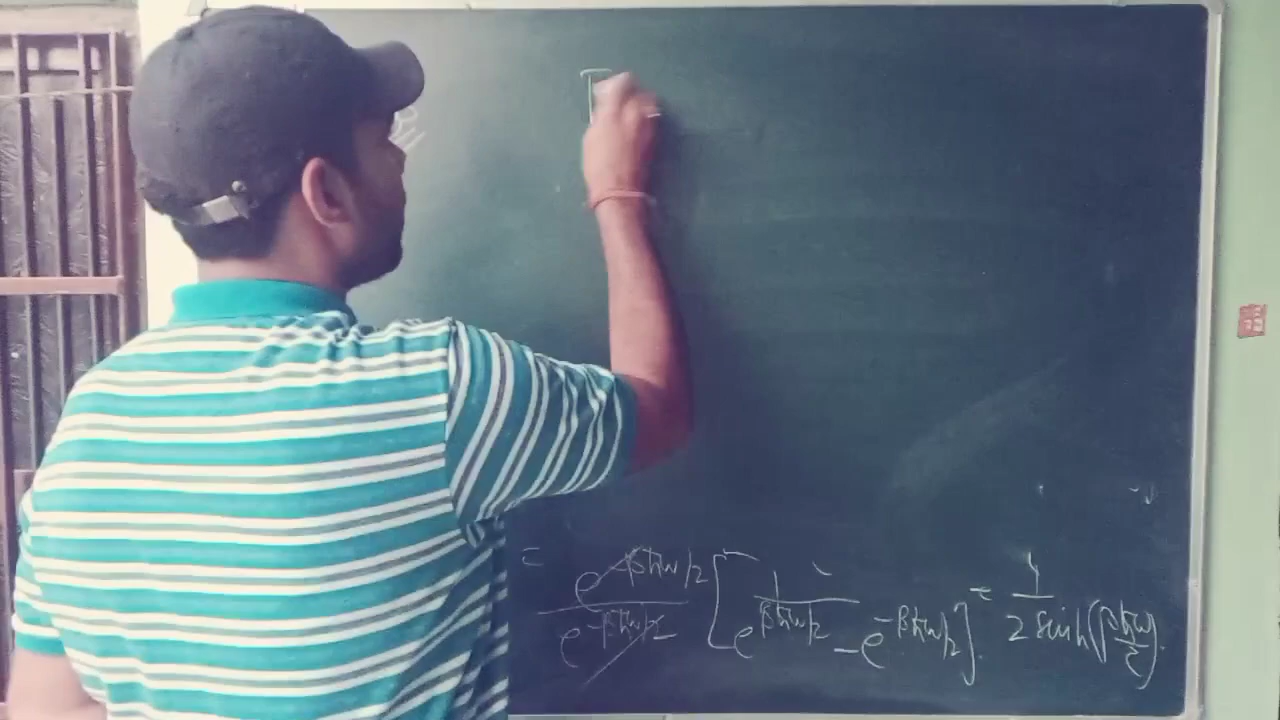 = e^{-βħω/2} / e^{-βħω/2} [ 1 / e^{βħω/2} - e^{-βħω/2} ] = 1 / 2 sinh(βħω/2)